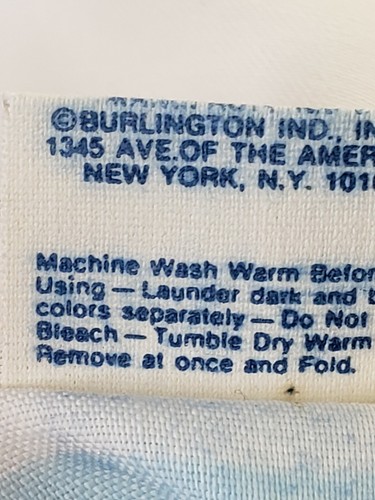 ©BURLINGTON IND., IN
1345 AVE.OF THE AMER
NEW YORK, N.Y. 101
Machine Wash Warm Befor
Using — Launder dark and b
colors separately — Do Not
Bleach — Tumble Dry Warm
Remove at once and Fold.